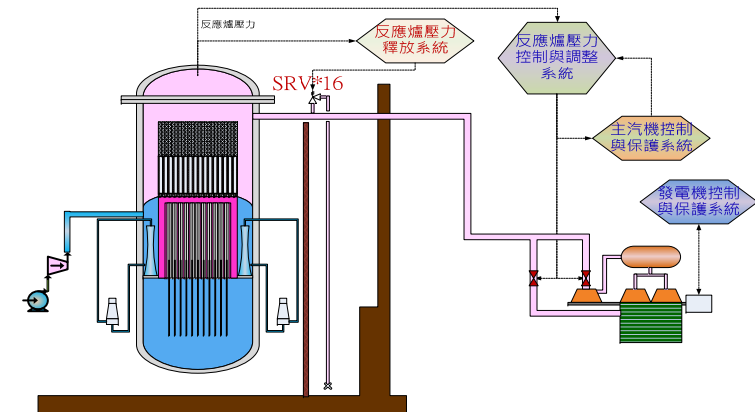 反應爐壓力
反應爐壓力
釋放系統
反應爐壓力
控制與調整
系統
SRV*16
主汽機控制
與保護系統
發電機控制
與保護系統